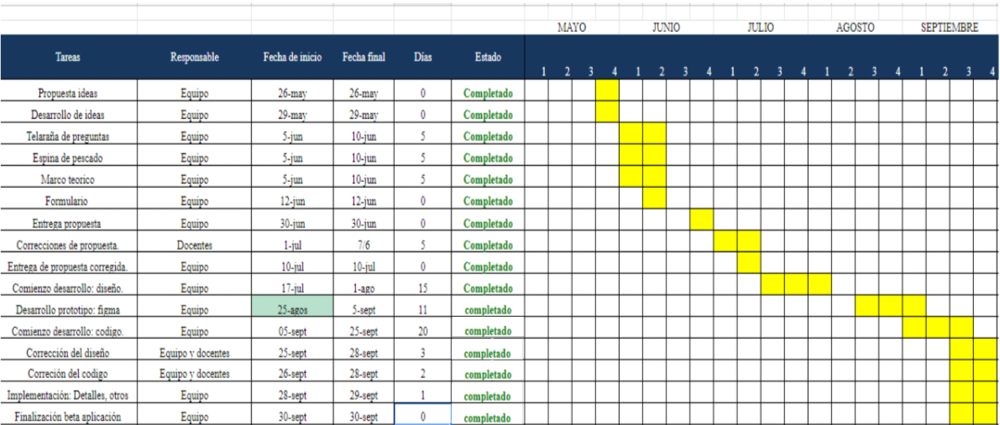 MAYO JUNIO JULIO AGOSTO SEPTIEMBRE
Tareas Responsable Fecha de inicio Fecha final Días Estado 1 2 3 4 1 2 3 4 1 2 3 4 1 2 3 4 1 2 3 4
Propuesta ideas Equipo 26-may 26-may 0 Completado
Desarrollo de ideas Equipo 29-may 29-may 0 Completado
Telaraña de preguntas Equipo 5-jun 10-jun 5 Completado
Espina de pescado Equipo 5-jun 10-jun 5 Completado
Marco teorico Equipo 5-jun 10-jun 5 Completado
Formulario Equipo 12-jun 12-jun 0 Completado
Entrega propuesta Equipo 30-jun 30-jun 0 Completado
Correcciones de propuesta. Docentes 1-jul 7/6 5 Completado
Entrega de propuesta corregida. Equipo 10-jul 10-jul 0 Completado
Comienzo desarrollo: diseño. Equipo 17-jul 1-ago 15 Completado
Desarrollo prototipo: figma Equipo 25-agos 5-sept 11 completado
Comienzo desarrollo: codigo. Equipo 05-sept 25-sept 20 completado
Corrección del diseño Equipo y docentes 25-sept 28-sept 3 completado
Correción del codigo Equipo y docentes 26-sept 28-sept 2 completado
Implementación: Detalles, otros Equipo 28-sept 29-sept 1 completado
Finalización beta aplicación Equipo 30-sept 30-sept 0 completado